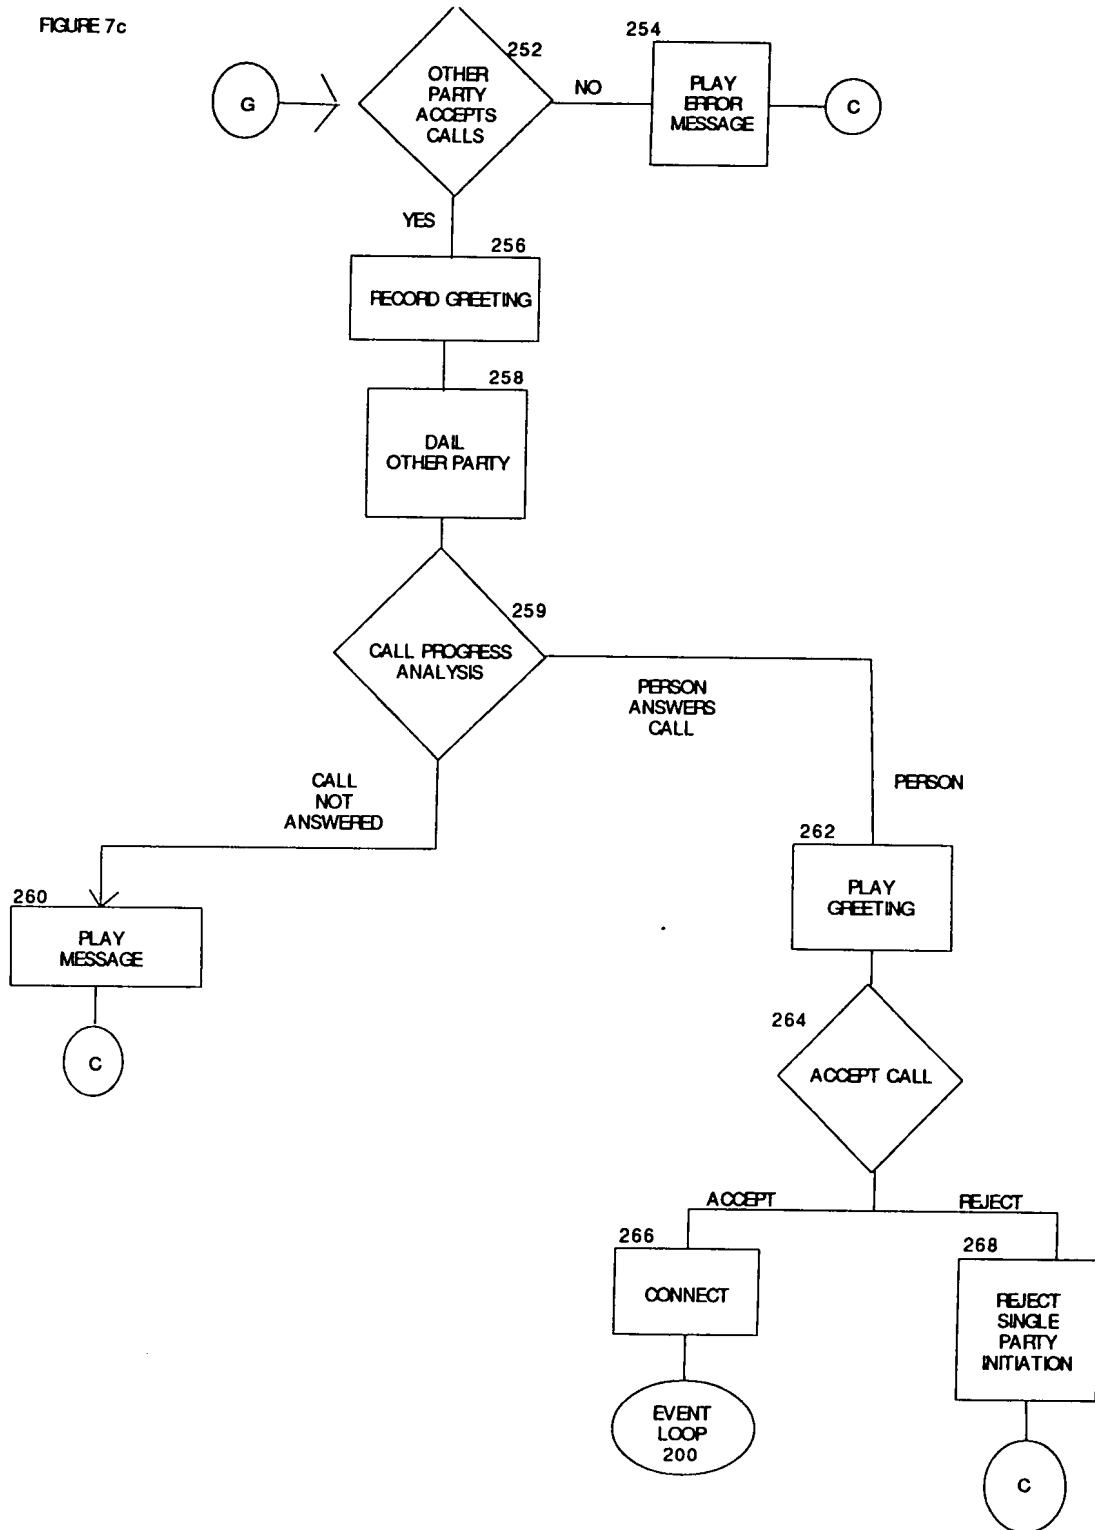 FIGURE 7c
252
254
G
OTHER
PARTY
ACCEPTS
CALLS
NO
PLAY
ERROR
MESSAGE
C
YES
256
RECORD GREETING
258
DAIL
OTHER PARTY
259
CALL PROGRESS
ANALYSIS
PERSON
ANSWERS
CALL
CALL
NOT
ANSWERED
PERSON
260
PLAY
MESSAGE
C
262
PLAY
GREETING
264
ACCEPT CALL
ACCEPT
REJECT
266
CONNECT
268
REJECT
SINGLE
PARTY
INITIATION
EVENT
LOOP
200
C